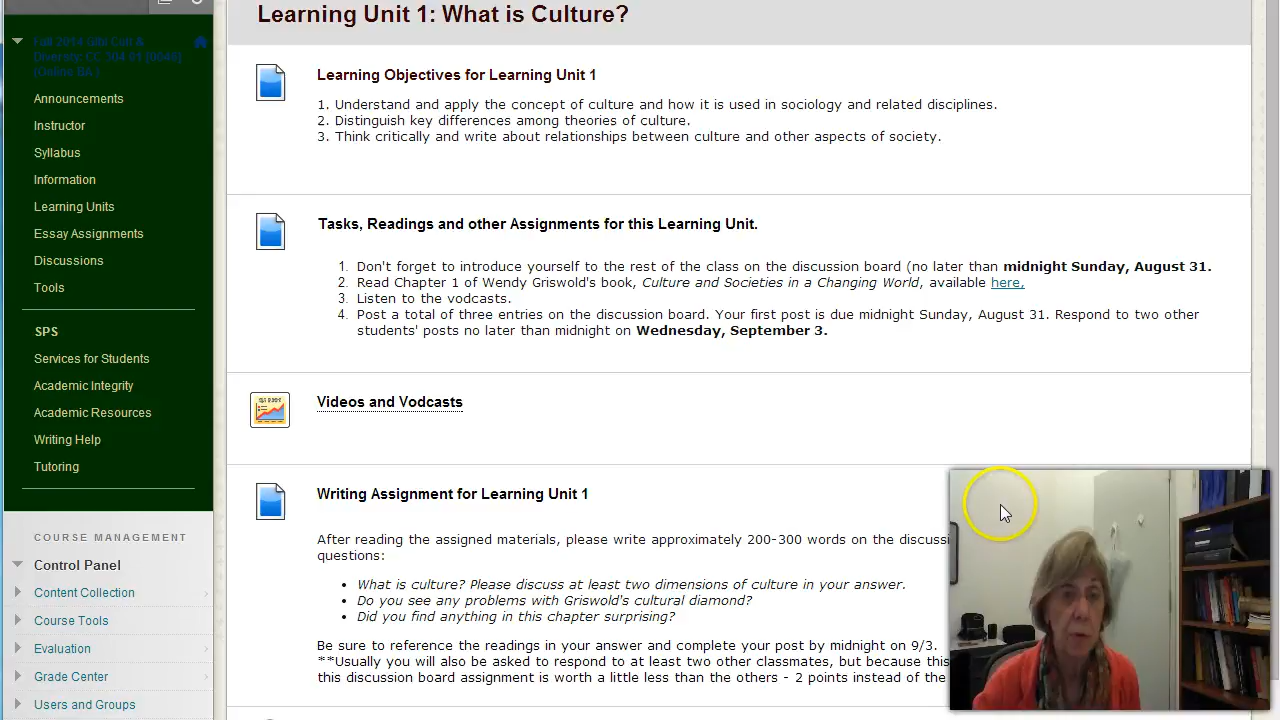 Learning Unit 1: What is Culture?
Fall 2014 Glbl Cult &
Diversity: CC 104 01 [0046]
(Online BA )
Announcements
Instructor
Syllabus
Information
Learning Units
Essay Assignments
Discussions
Tools
SPS
Services for Students
Academic Integrity
Academic Resources
Writing Help
Tutoring
COURSE MANAGEMENT
Control Panel
Content Collection
Course Tools
Evaluation
Grade Center
Users and Groups
Learning Objectives for Learning Unit 1
1. Understand and apply the concept of culture and how it is used in sociology and related disciplines.
2. Distinguish key differences among theories of culture.
3. Think critically and write about relationships between culture and other aspects of society.
Tasks, Readings and other Assignments for this Learning Unit.
1. Don't forget to introduce yourself to the rest of the class on the discussion board (no later than midnight Sunday, August 31.
2. Read Chapter 1 of Wendy Griswold's book, Culture and Societies in a Changing World, available here,
3. Listen to the vodcasts.
4. Post a total of three entries on the discussion board. Your first post is due midnight Sunday, August 31. Respond to two other
students' posts no later than midnight on Wednesday, September 3.
Videos and Vodcasts
Writing Assignment for Learning Unit 1
After reading the assigned materials, please write approximately 200-300 words on the discussi
questions:
• What is culture? Please discuss at least two dimensions of culture in your answer.
• Do you see any problems with Griswold's cultural diamond?
• Did you find anything in this chapter surprising?
Be sure to reference the readings in your answer and complete your post by midnight on 9/3.
**Usually you will also be asked to respond to at least two other classmates, but because this
this discussion board assignment is worth a little less than the others - 2 points instead of the